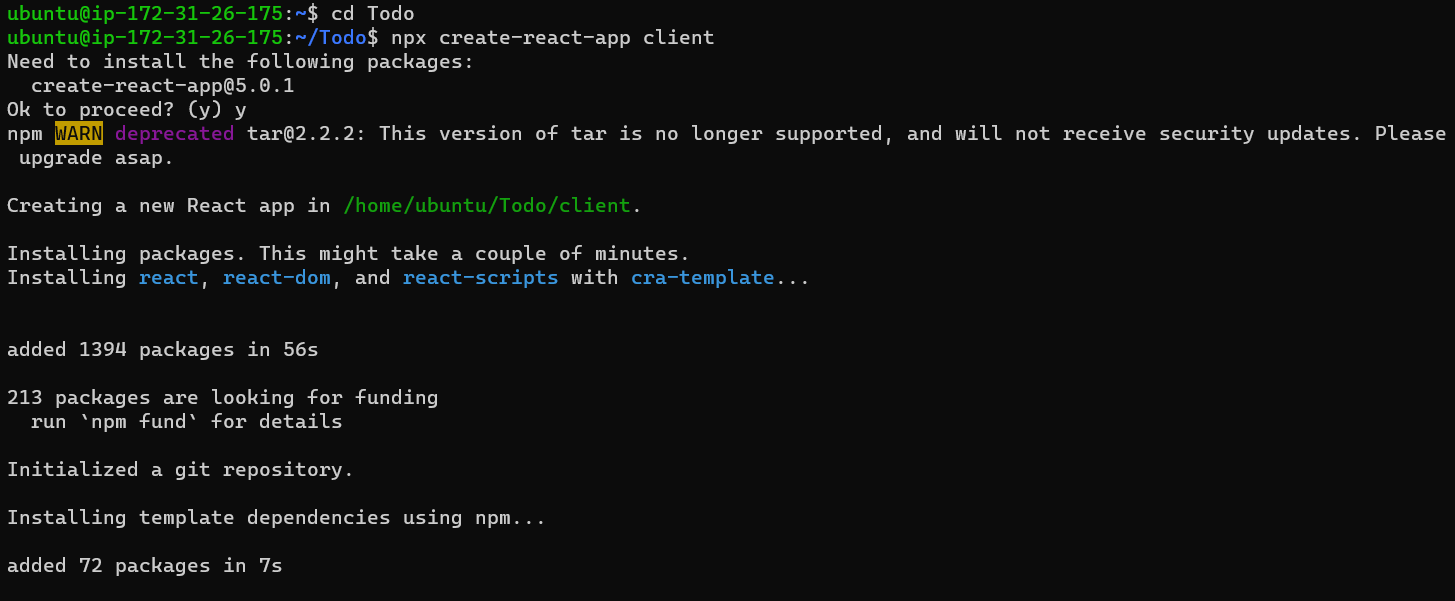 ubuntu@ip-172-31-26-175:~$ cd Todo
ubuntu@ip-172-31-26-175:~/Todo$ npx create-react-app client
Need to install the following packages:
  create-react-app@5.0.1
Ok to proceed? (y) y
npm WARN deprecated tar@2.2.2: This version of tar is no longer supported, and will not receive security updates. Please
 upgrade asap.

Creating a new React app in /home/ubuntu/Todo/client.

Installing packages. This might take a couple of minutes.
Installing react, react-dom, and react-scripts with cra-template...


added 1394 packages in 56s

213 packages are looking for funding
  run `npm fund` for details

Initialized a git repository.

Installing template dependencies using npm...

added 72 packages in 7s